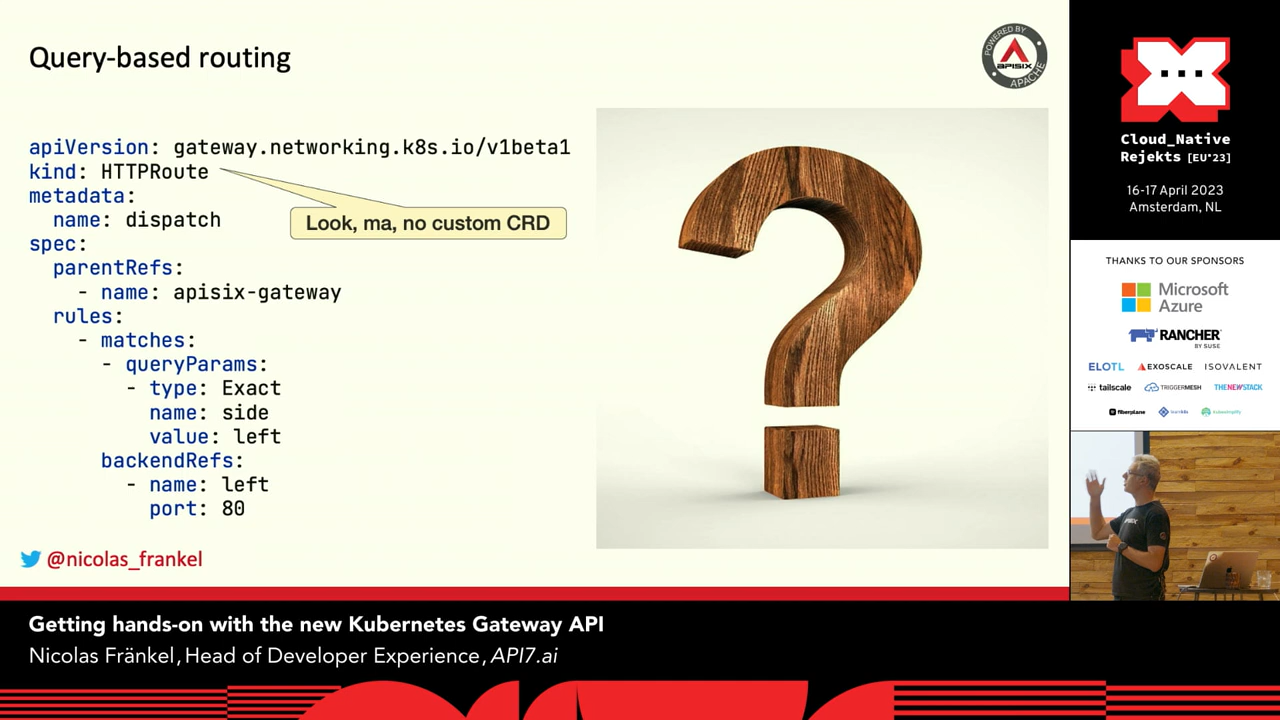 Query-based routing
POWERED BY
APISIX
APACHE
apiVersion: gateway.networking.k8s.io/v1beta1
kind: HTTPRoute
metadata:
name: dispatch
Look, ma, no custom CRD
spec:
parentRefs:
- name: apisix-gateway
rules:
- matches:
- queryParams:
- type: Exact
name: side
value: left
backendRefs:
- name: left
port: 80
@nicolas_frankel
Getting hands-on with the new Kubernetes Gateway API
Nicolas Fränkel, Head of Developer Experience, API7.ai
Cloud_Native
Rejekts [EU*23]
16-17 April 2023
Amsterdam, NL
THANKS TO OUR SPONSORS
Microsoft
Azure
RANCHER
BY SUSE
ELOTL EXOSCALE ISOVALENT
tailscale TRIGGERMESH THENEWSTACK
fiberplane kubesimplify